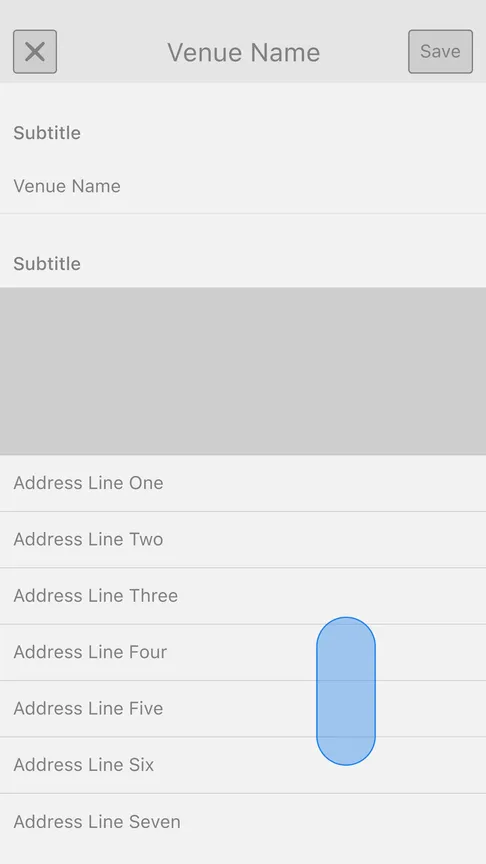 Venue Name
Save
Subtitle
Venue Name
Subtitle
Address Line One
Address Line Two
Address Line Three
Address Line Four
Address Line Five
Address Line Six
Address Line Seven